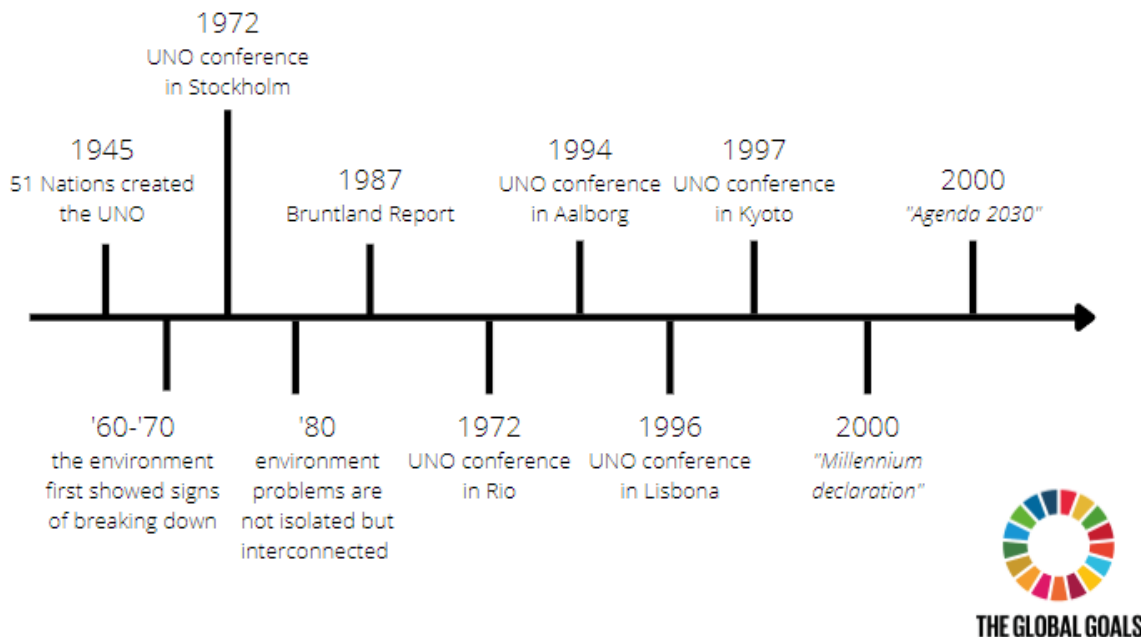 1972
UNO conference
in Stockholm
1945
51 Nations created
the UNO
1987
Bruntland Report
1994
UNO conference
in Aalborg
1997
UNO conference
in Kyoto
2000
"Agenda 2030"
'60-'70
the environment
first showed signs
of breaking down
'80
environment
problems are
not isolated but
interconnected
1972
UNO conference
in Rio
1996
UNO conference
in Lisbona
2000
"Millennium
declaration"
THE GLOBAL GOALS